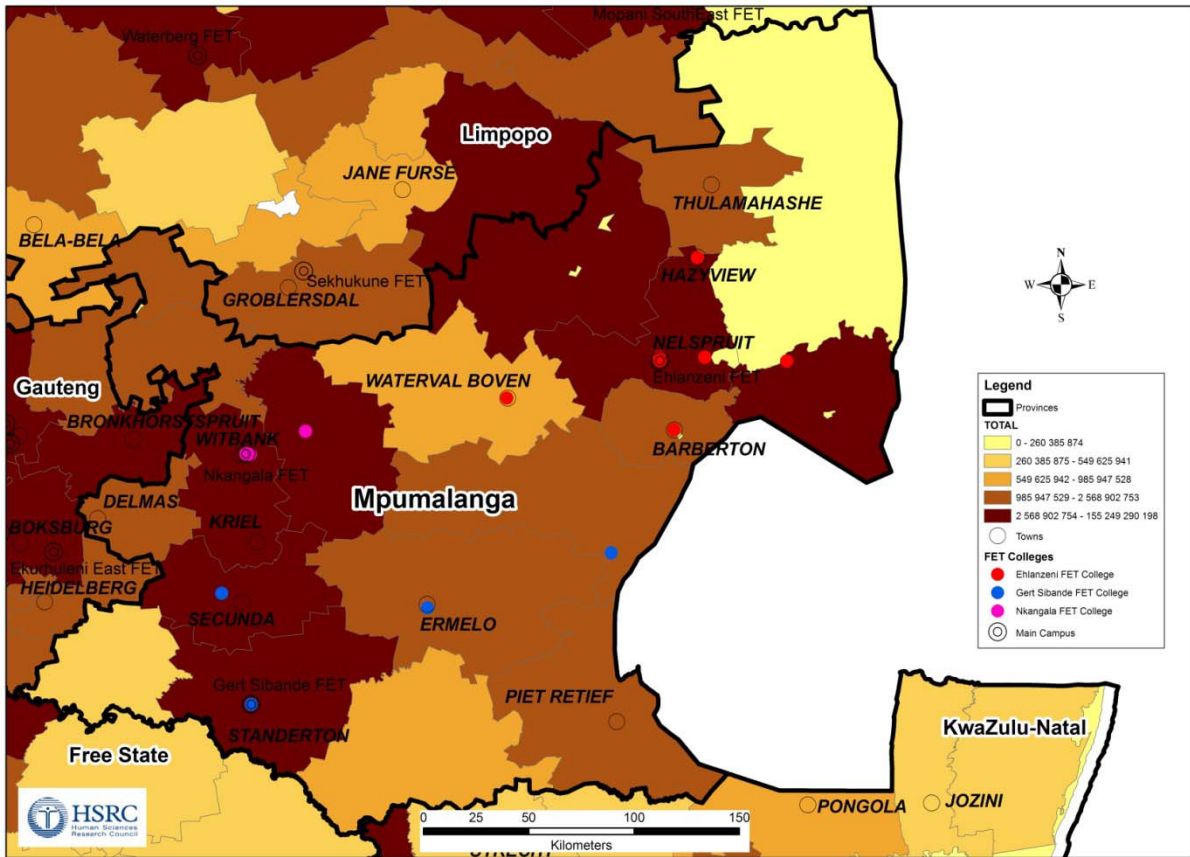 Mopani SouthEast FET
Waterberg FET
Limpopo
JANE FURSE
THULAMAHASHE
BELA-BELA
HAZYVIEW
Sekhukune FET
GROBLERSDAL
N
W
E
S
NELSPRUIT
Ehlanzeni FET
WATERVAL BOVEN
Gauteng
BRONKHORSTSPRUIT
WITBANK
BARBERTON
Nkangala FET
DELMAS
Mpumalanga
BOKSBURG
KRIEL
Ekurhuleni East FET
HEIDELBERG
SECUNDA
ERMELO
Gert Sibande FET
PIET RETIEF
STANDERTON
KwaZulu-Natal
Free State
PONGOLA
JOZINI
UTRECHT
Legend
Provinces
TOTAL
0 - 260 385 874
260 385 875 - 549 625 941
549 625 942 - 985 947 528
985 947 529 - 2 568 902 753
2 568 902 754 - 155 249 290 198
Towns
FET Colleges
Ehlanzeni FET College
Gert Sibande FET College
Nkangala FET College
Main Campus
HSRC
Human Sciences
Research Council
0 25 50 100 150
Kilometers